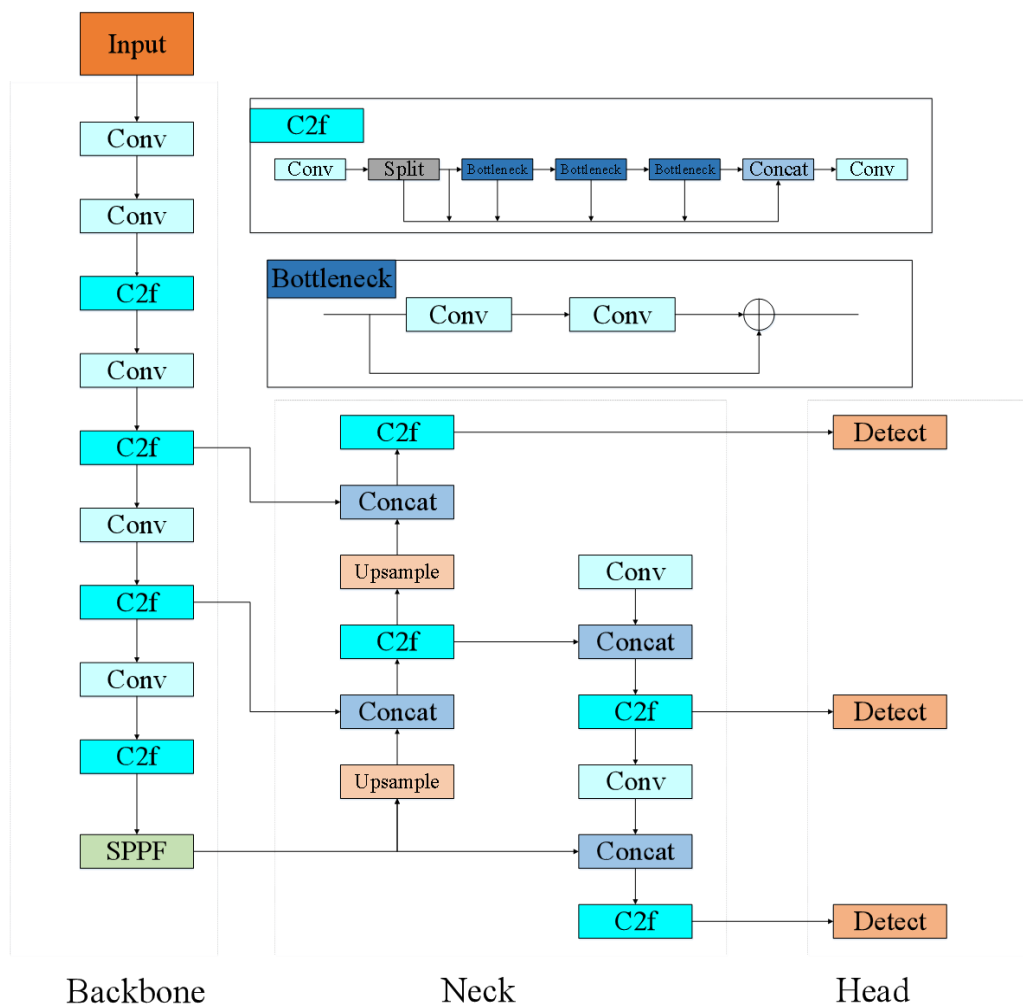 Input
Conv
Conv
C2f
Conv
C2f
Conv
C2f
Conv
C2f
SPPF
Backbone
C2f
Conv
Split
Bottleneck
Bottleneck
Bottleneck
Concat
Conv
Bottleneck
Conv
Conv
C2f
Concat
Upsample
C2f
Concat
Upsample
Conv
Concat
C2f
Conv
Concat
C2f
Neck
Detect
Detect
Detect
Head